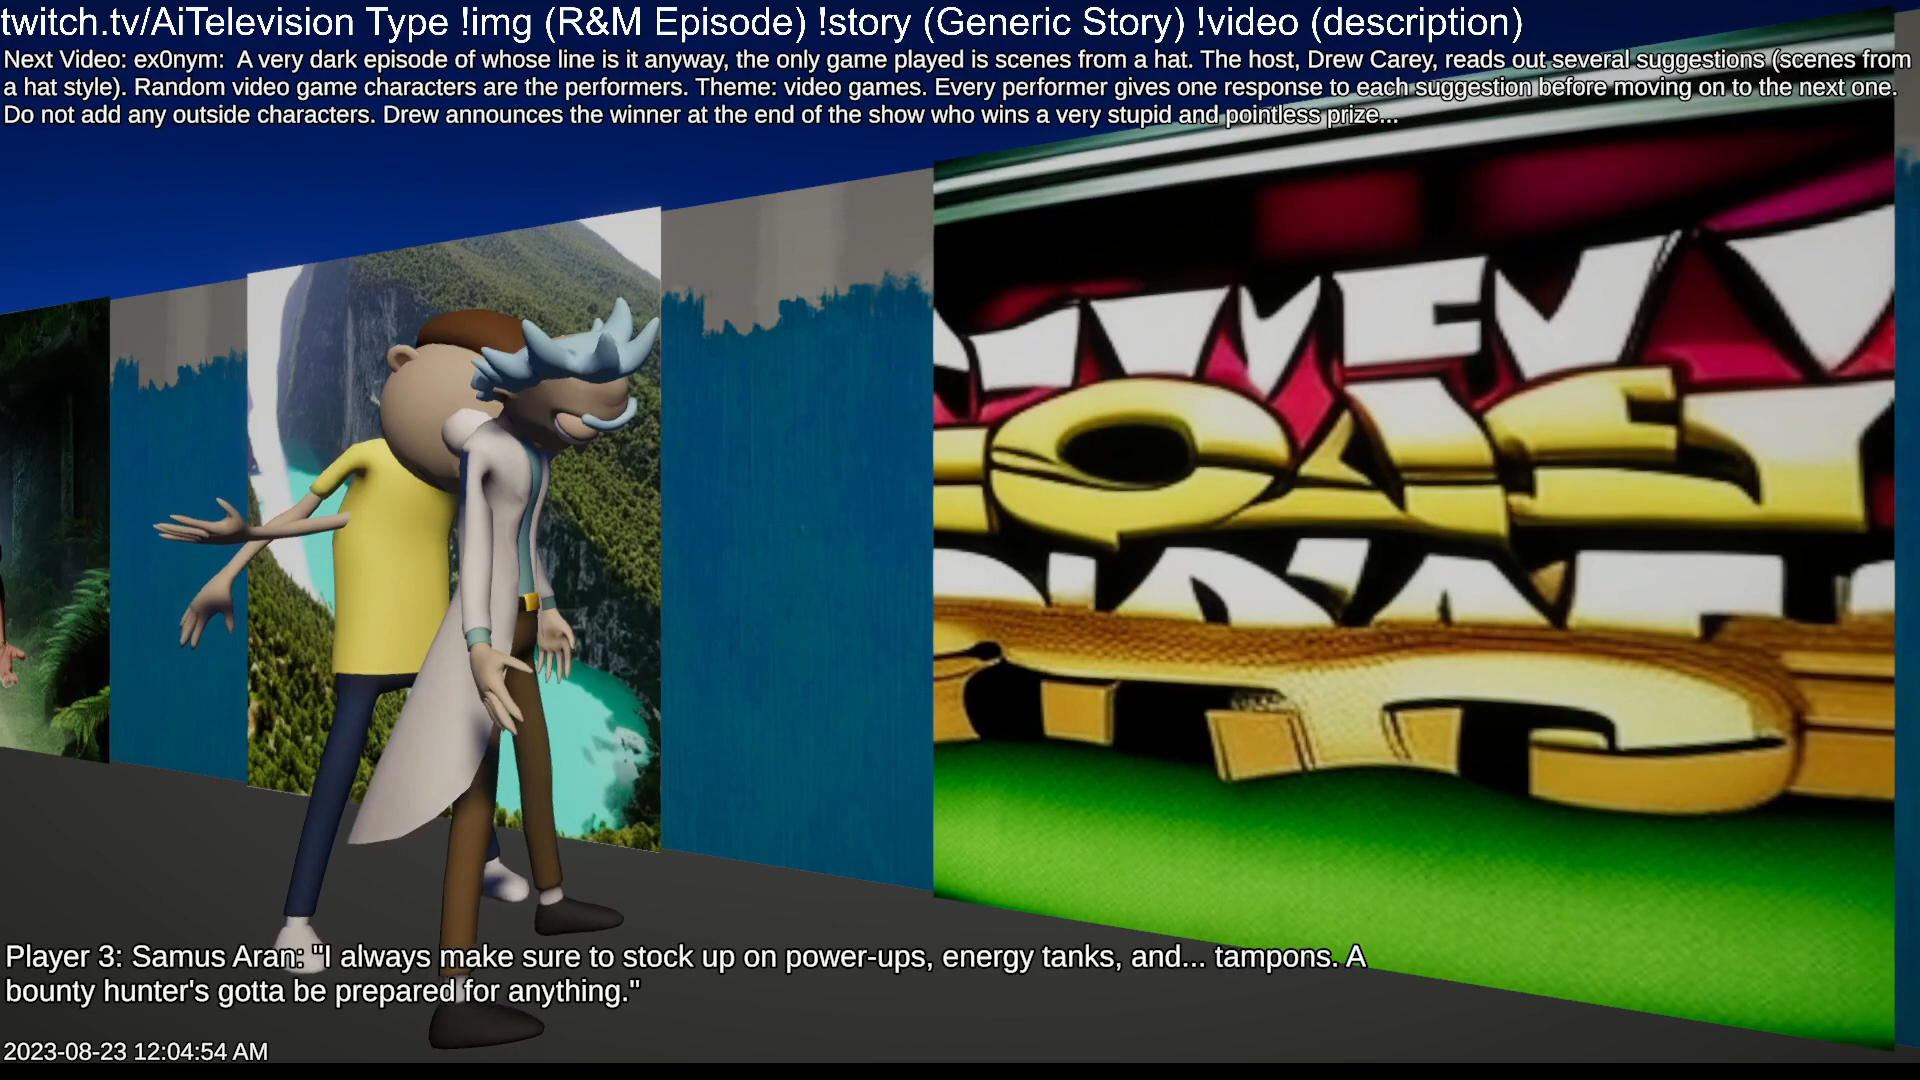 twitch.tv/AiTelevision Type !img (R&M Episode) !story (Generic Story) !video (description)
Next Video: ex0nym:  A very dark episode of whose line is it anyway, the only game played is scenes from a hat. The host, Drew Carey, reads out several suggestions (scenes from
a hat style). Random video game characters are the performers. Theme: video games. Every performer gives one response to each suggestion before moving on to the next one.
Do not add any outside characters. Drew announces the winner at the end of the show who wins a very stupid and pointless prize...
Player 3: Samus Aran: "I always make sure to stock up on power-ups, energy tanks, and... tampons. A
bounty hunter's gotta be prepared for anything."
2023-08-23 12:04:54 AM